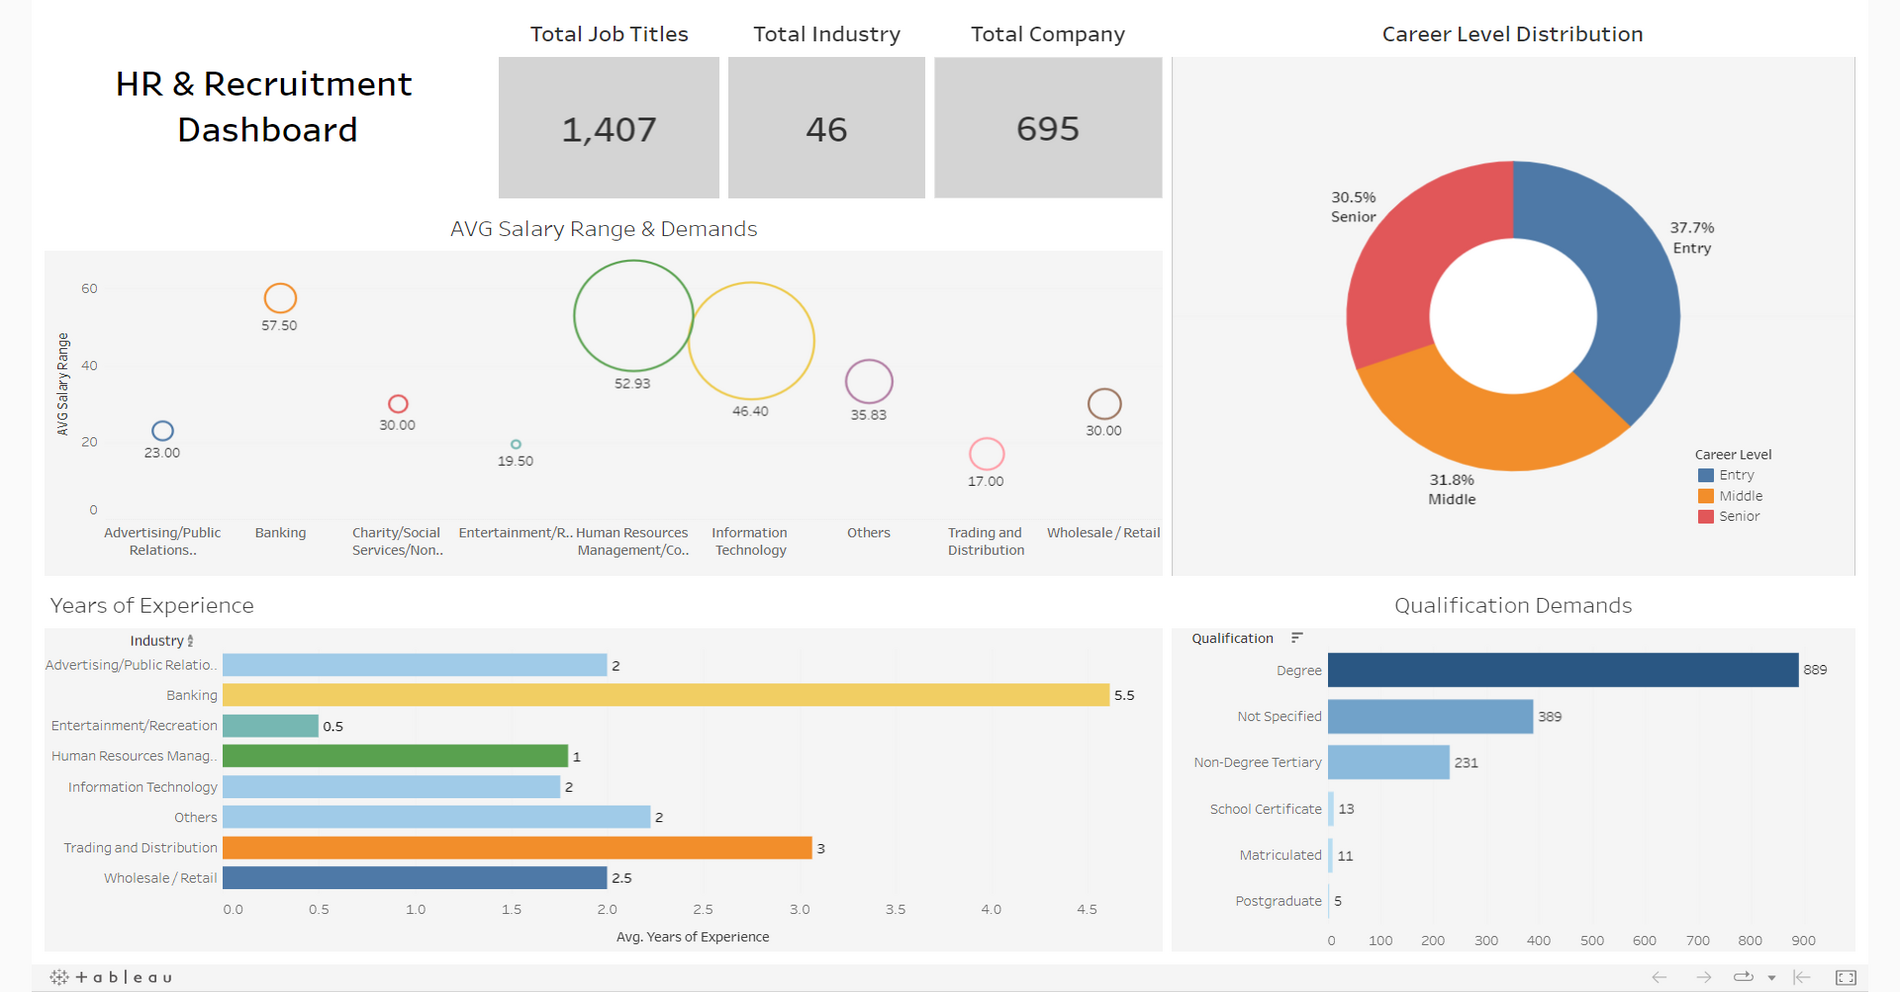 HR & Recruitment
Dashboard
Total Job Titles
1,407
Total Industry
46
Total Company
695
Career Level Distribution
30.5%
Senior
37.7%
Entry
31.8%
Middle
Career Level
Entry
Middle
Senior
AVG Salary Range & Demands
AVG Salary Range
60
40
20
0
23.00
57.50
30.00
19.50
52.93
46.40
35.83
17.00
30.00
Advertising/Public
Relations..
Banking
Charity/Social
Services/Non..
Entertainment/R..
Human Resources
Management/Co..
Information
Technology
Others
Trading and
Distribution
Wholesale / Retail
Years of Experience
Industry
Advertising/Public Relatio.. 2
Banking 5.5
Entertainment/Recreation 0.5
Human Resources Manag.. 1
Information Technology 2
Others 2
Trading and Distribution 3
Wholesale / Retail 2.5
0.0 0.5 1.0 1.5 2.0 2.5 3.0 3.5 4.0 4.5
Avg. Years of Experience
Qualification Demands
Qualification
Degree 889
Not Specified 389
Non-Degree Tertiary 231
School Certificate 13
Matriculated 11
Postgraduate 5
0 100 200 300 400 500 600 700 800 900
+ableau